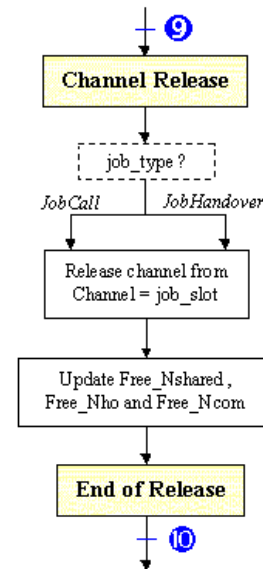 9
Channel Release
job_type ?
JobCall JobHandover
Release channel from
Channel = job_slot
Update Free_Nshared ,
Free_Nho and Free_Ncom
End of Release
10